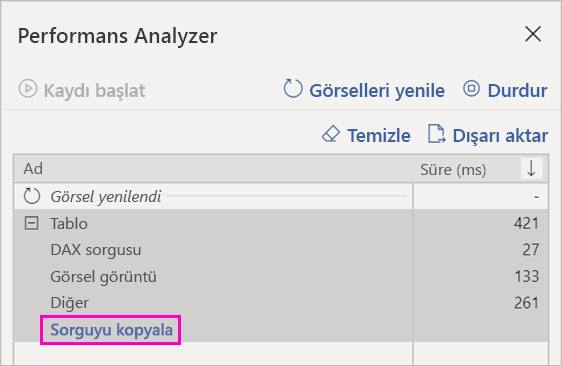 Performans Analyzer
Kaydı başlat Görselleri yenile Durdur
Temizle Dışarı aktar
Ad Süre (ms)
Görsel yenilendi -
Tablo 421
DAX sorgusu 27
Görsel görüntü 133
Diğer 261
Sorguyu kopyala